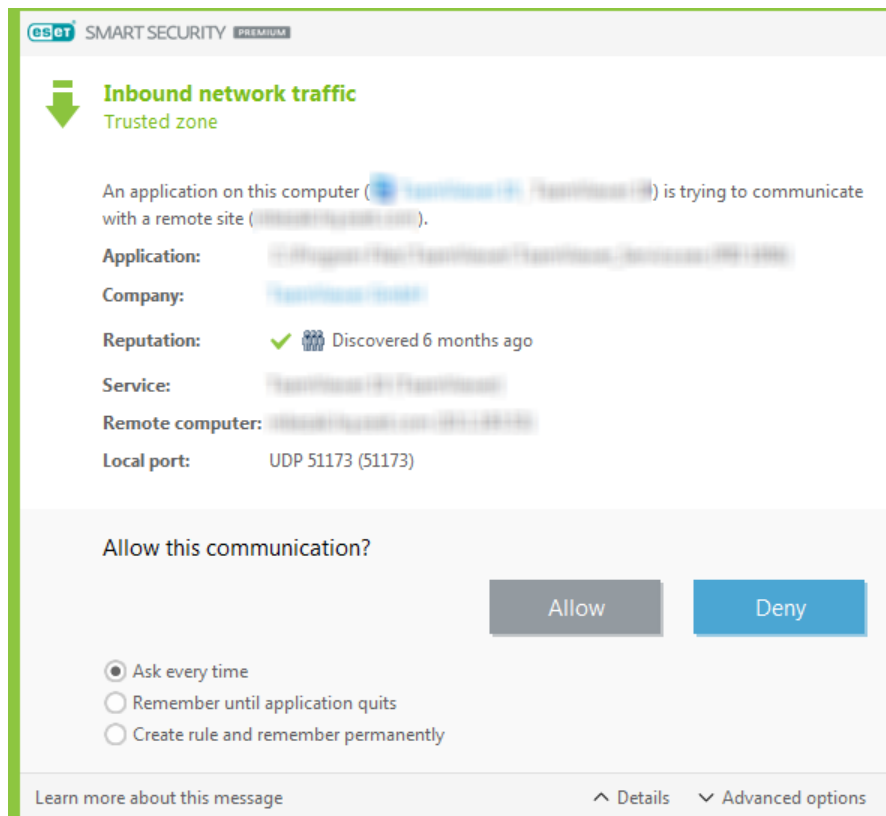 eset SMART SECURITY PREMIUM
Inbound network traffic
Trusted zone
An application on this computer ( ) is trying to communicate
with a remote site ( ).
Application:
Company:
Reputation: Discovered 6 months ago
Service:
Remote computer:
Local port: UDP 51173 (51173)
Allow this communication?
Allow Deny
Ask every time
Remember until application quits
Create rule and remember permanently
Learn more about this message Details Advanced options